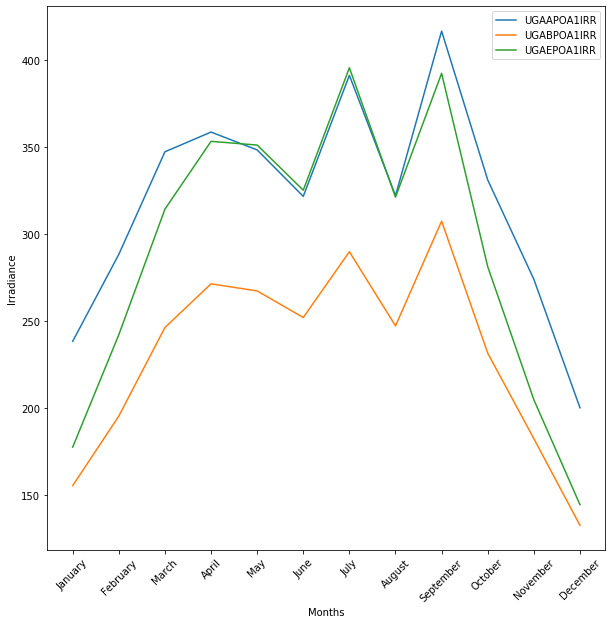 UGAAPOA1IRR
UGABPOA1IRR
UGAEPOA1IRR
400
350
300
250
200
150
Irradiance
January
February
March
April
May
June
July
August
September
October
November
December
Months